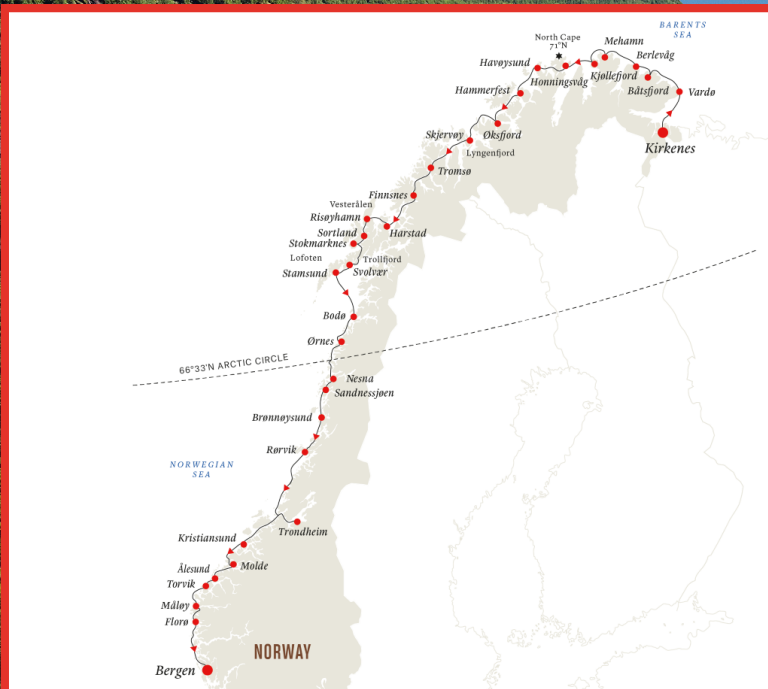 BARENTS
SEA
North Cape
71°N
Mehamn
Berlevåg
Havøysund
Honningsvåg
Kjøllefjord
Båtsfjord
Vardø
Hammerfest
Kirkenes
Skjervøy
Øksfjord
Lyngenfjord
Tromsø
Finnsnes
Vesterålen
Risøyhamn
Sortland
Harstad
Stokmarknes
Lofoten
Trollfjord
Stamsund
Svolvær
Bodø
Ørnes
66°33'N ARCTIC CIRCLE
Nesna
Sandnessjøen
Brønnøysund
Rørvik
NORWEGIAN
SEA
Trondheim
Kristiansund
Molde
Ålesund
Torvik
Måløy
Florø
NORWAY
Bergen